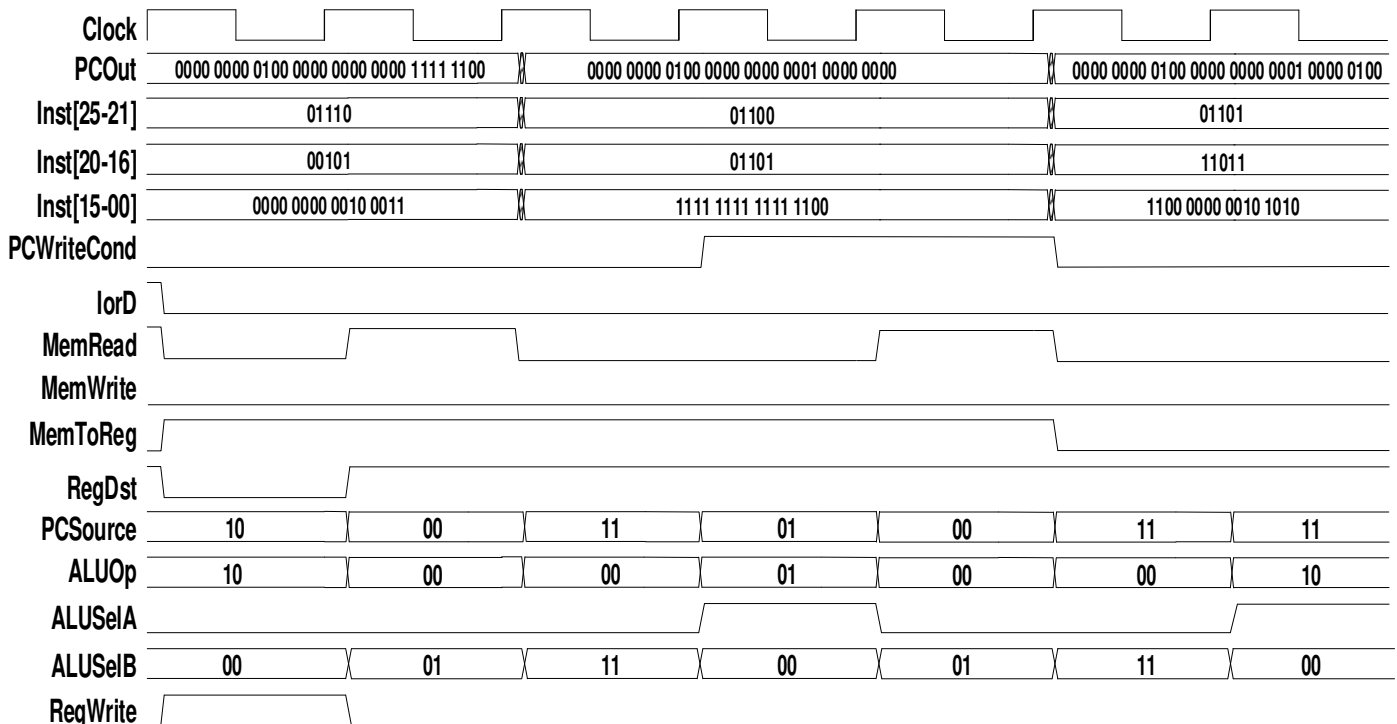 Clock
PCOut 0000 0000 0100 0000 0000 0000 1111 1100 0000 0000 0100 0000 0000 0001 0000 0000 0000 0000 0100 0000 0000 0001 0000 0100
Inst[25-21] 01110 01100 01101
Inst[20-16] 00101 01101 11011
Inst[15-00] 0000 0000 0010 0011 1111 1111 1111 1100 1100 0000 0010 1010
PCWriteCond
IorD
MemRead
MemWrite
MemToReg
RegDst
PCSource 10 00 11 01 00 11 11
ALUOp 10 00 00 01 00 00 10
ALUSelA
ALUSelB 00 01 11 00 01 11 00
RegWrite